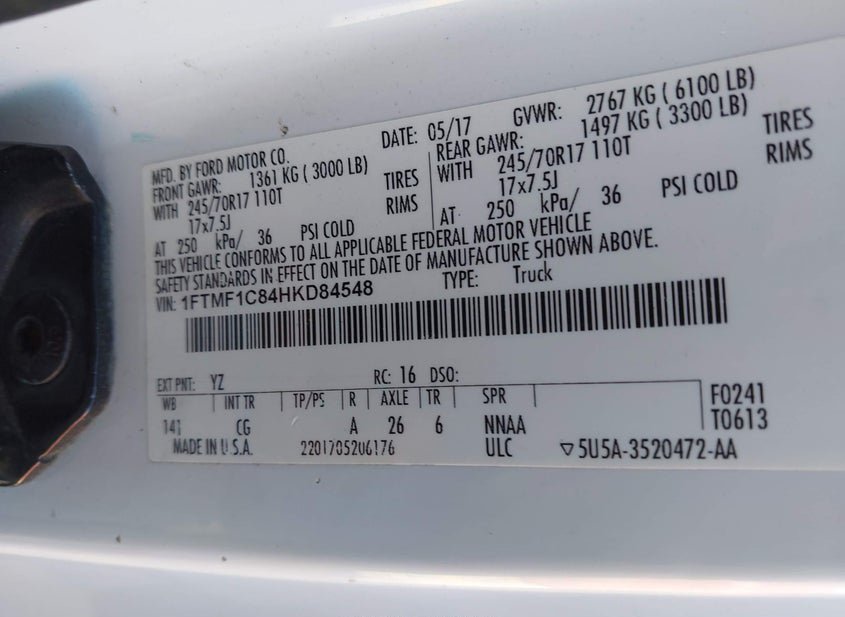 MFD. BY FORD MOTOR CO. DATE: 05/17 GVWR: 2767 KG ( 6100 LB)
FRONT GAWR: 1361 KG ( 3000 LB) REAR GAWR: 1497 KG ( 3300 LB)
WITH 245/70R17 110T TIRES WITH 245/70R17 110T TIRES
17x7.5J RIMS 17x7.5J RIMS
AT 250 kPa/ 36 PSI COLD AT 250 kPa/ 36 PSI COLD
THIS VEHICLE CONFORMS TO ALL APPLICABLE FEDERAL MOTOR VEHICLE
SAFETY STANDARDS IN EFFECT ON THE DATE OF MANUFACTURE SHOWN ABOVE.
VIN: 1FTMF1C84HKD84548 TYPE: Truck
EXT PNT: YZ RC: 16 DSO:
WB INT TR TP/PS R AXLE TR SPR F0241
141 CG A 26 6 NNAA T0613
MADE IN U.S.A. 2201705206176 ULC ▽5U5A-3520472-AA